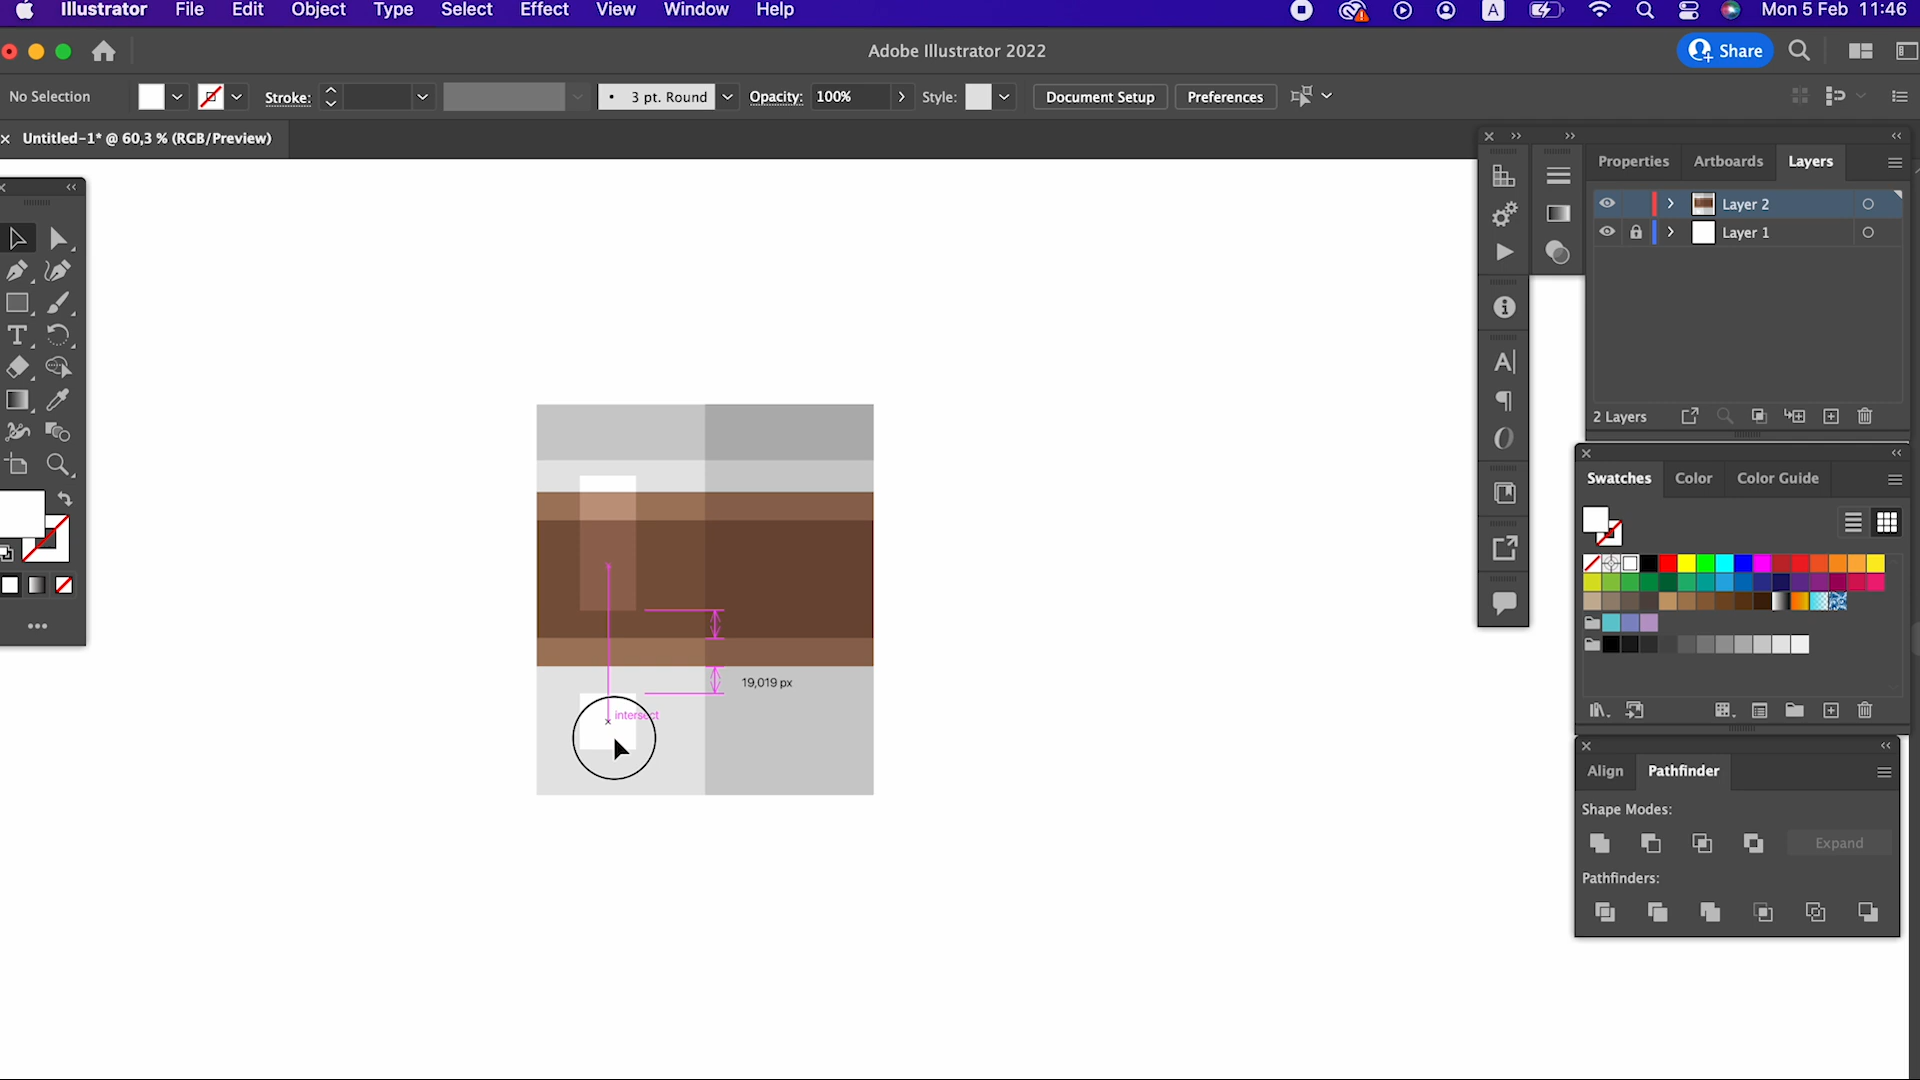 Illustrator File Edit Object Type Select Effect View Window Help A Mon 5 Feb 11:46
Adobe Illustrator 2022
Share
No Selection
Stroke:
3 pt. Round
Opacity: 100%
Style:
Document Setup
Preferences
Untitled-1* @ 60,3 % (RGB/Preview)
Properties Artboards Layers
Layer 2
Layer 1
2 Layers
Swatches Color Color Guide
19,019 px
intersect
Align Pathfinder
Shape Modes:
Expand
Pathfinders: